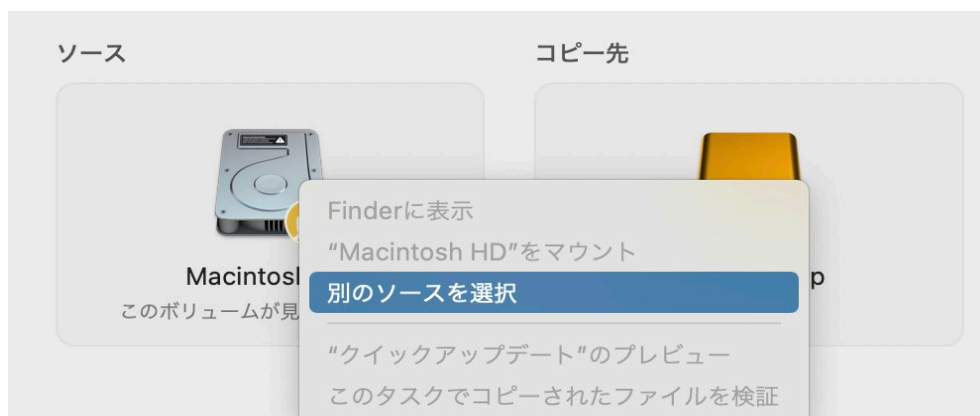 ソース
コピー先
Finderに表示
“Macintosh HD”をマウント
Macintosh
p
別のソースを選択
このボリュームが見
“クイックアップデート”のプレビュー
このタスクでコピーされたファイルを検証